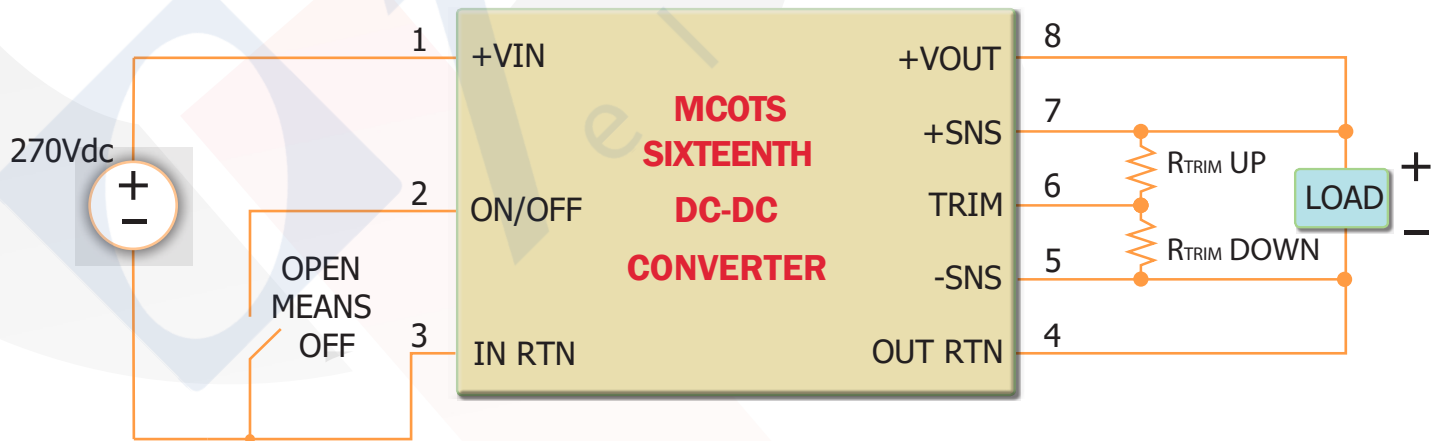 270Vdc
+
–
1
2
3
OPEN
MEANS
OFF
+VIN
ON/OFF
IN RTN
MCOTS
SIXTEENTH
DC-DC
CONVERTER
+VOUT
+SNS
TRIM
-SNS
OUT RTN
8
7
6
5
4
RTRIM UP
RTRIM DOWN
LOAD
+
–